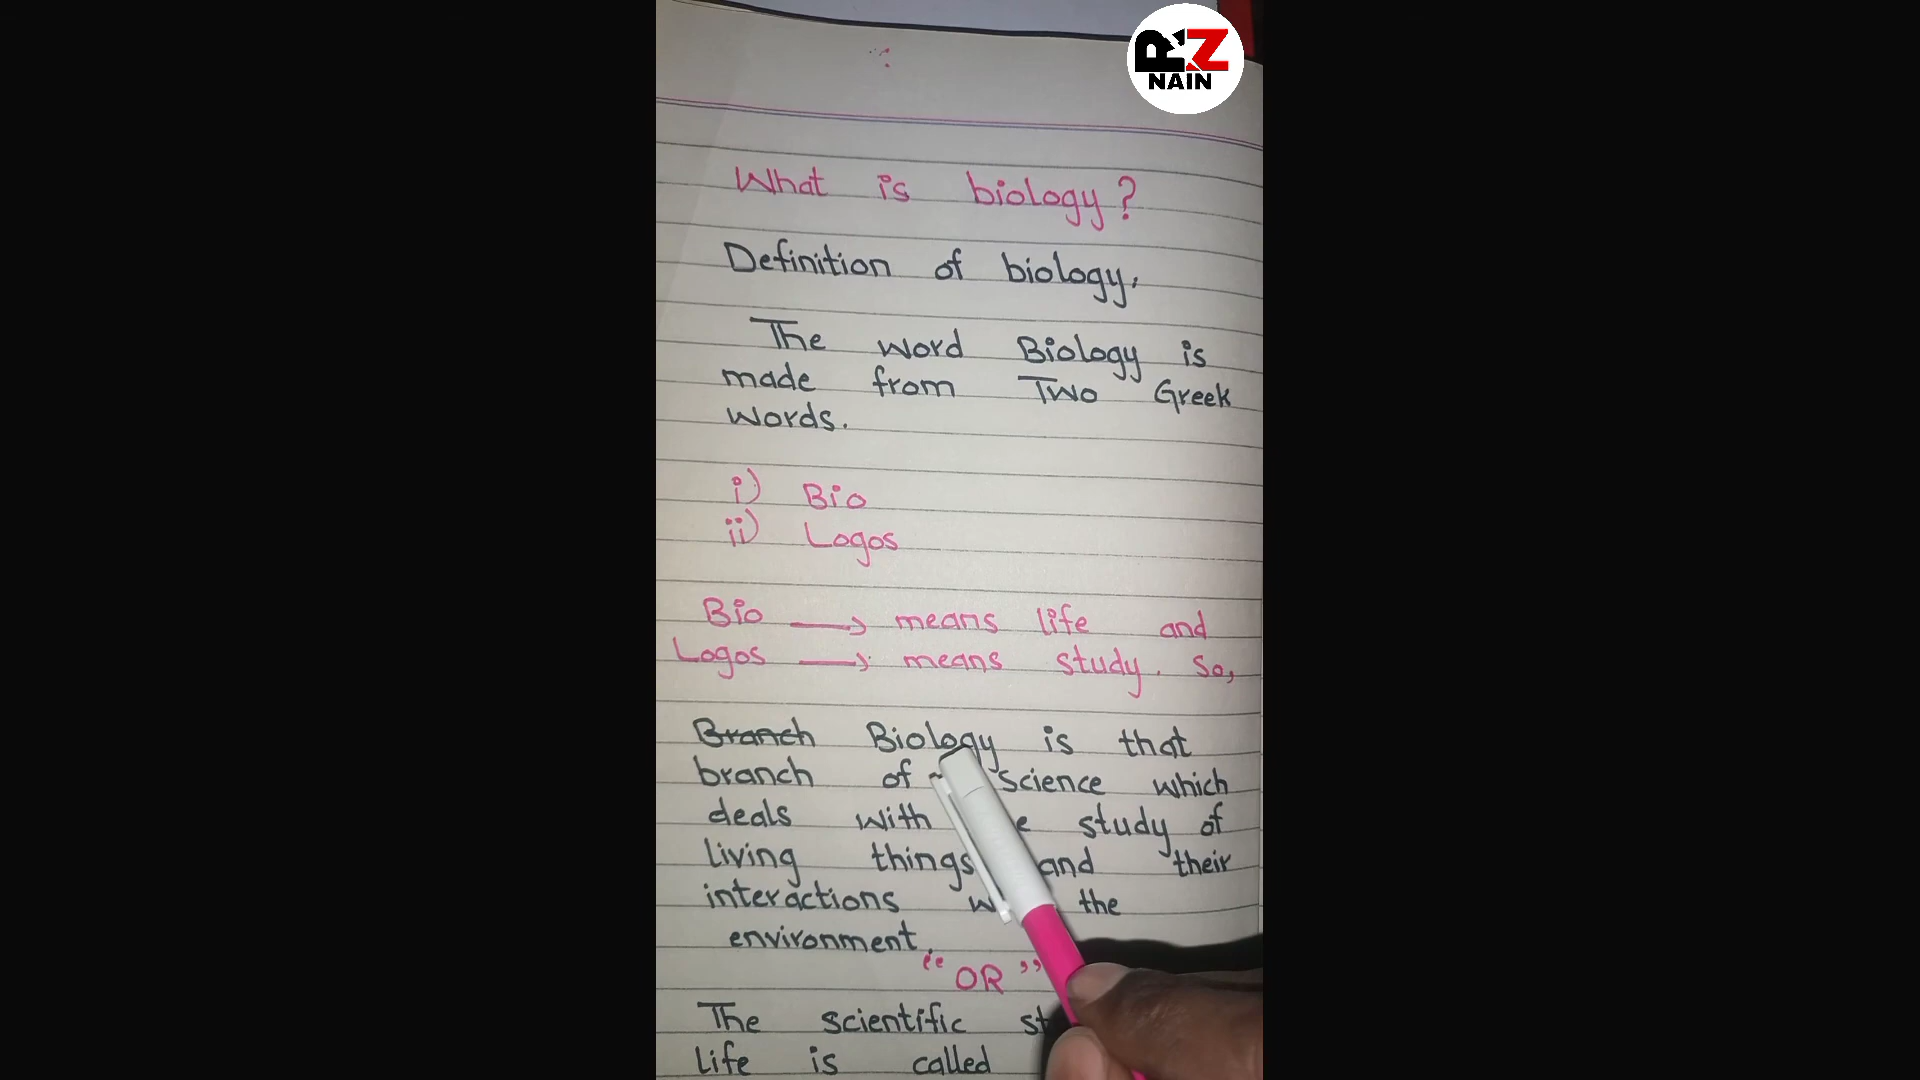 RZ
NAIN
What is biology?
Definition of biology.
The word Biology is
made from Two Greek
words.
i) Bio
ii) Logos
Bio → means life and
Logos → means study. So,
Branch Biology is that
branch of science which
deals with study of
living things and their
interactions the
environment.
"OR"
The scientific
life is called